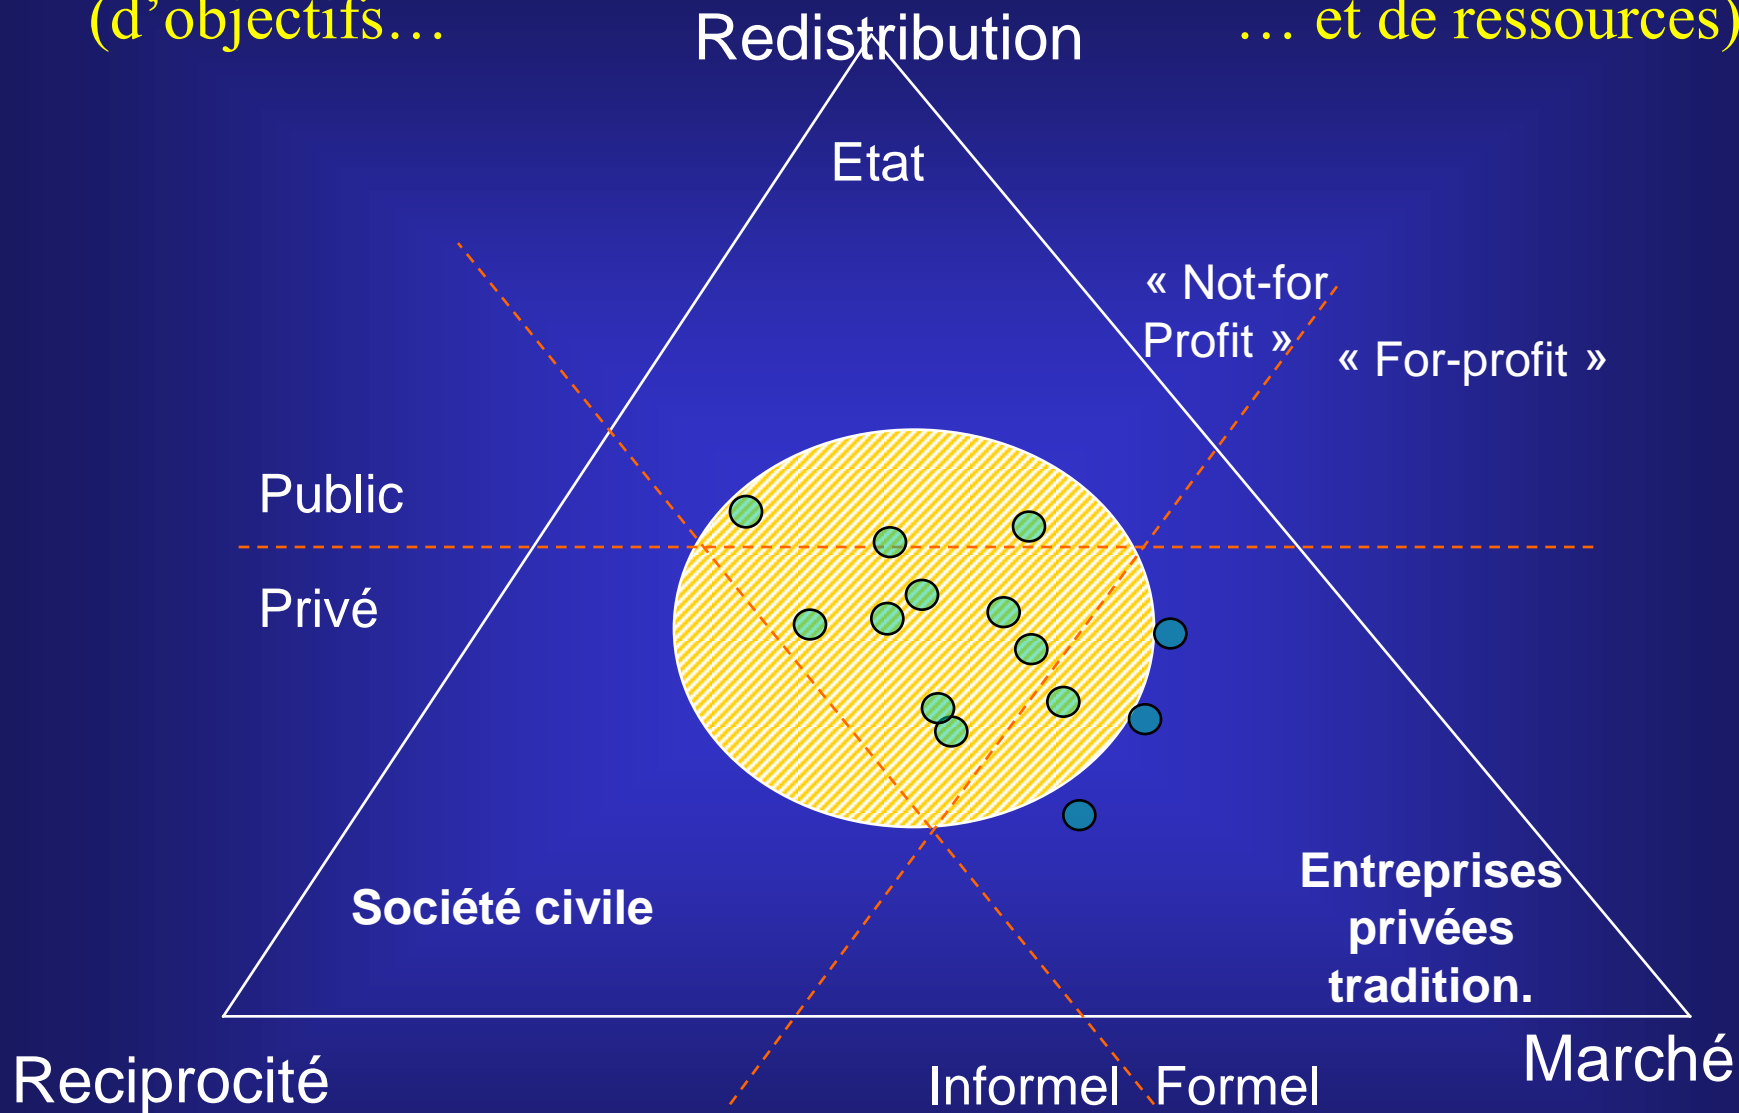 (d’objectifs…
… et de ressources)
Redistribution
Etat
« Not-for
Profit »
« For-profit »
Public
Privé
Société civile
Entreprises
privées
tradition.
Reciprocité
Informel
Formel
Marché